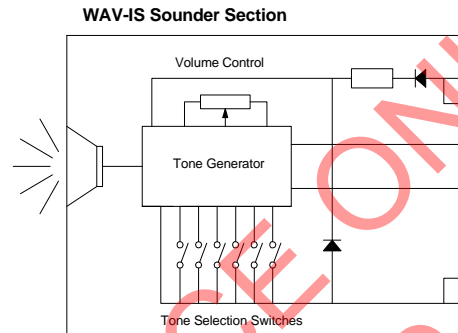 WAV-IS Sounder Section
Volume Control
Tone Generator
Tone Selection Switches